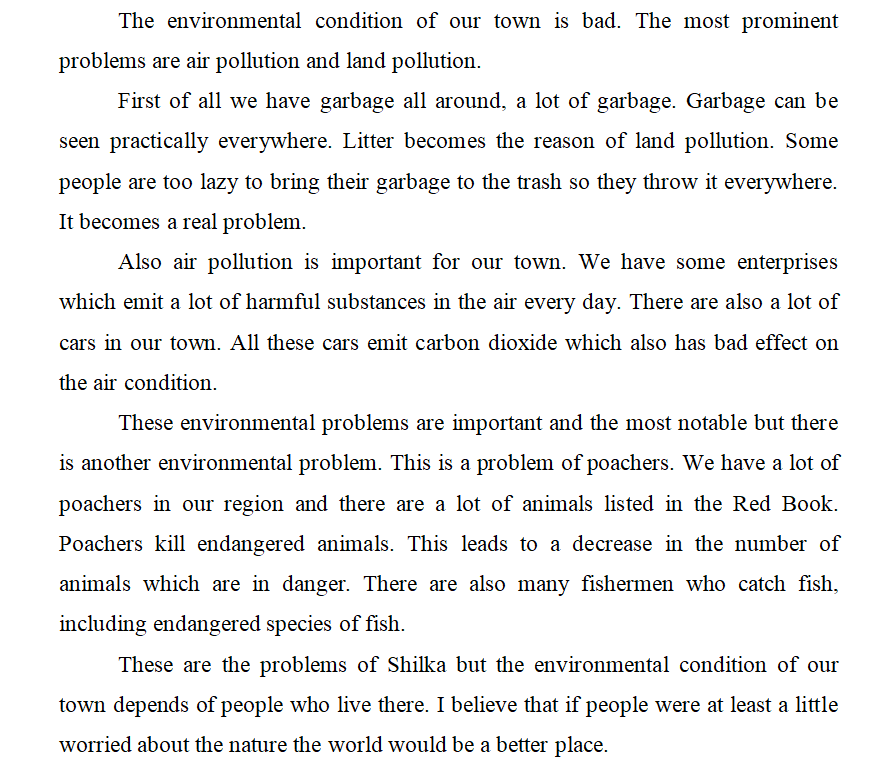 The environmental condition of our town is bad. The most prominent
problems are air pollution and land pollution.
First of all we have garbage all around, a lot of garbage. Garbage can be
seen practically everywhere. Litter becomes the reason of land pollution. Some
people are too lazy to bring their garbage to the trash so they throw it everywhere.
It becomes a real problem.
Also air pollution is important for our town. We have some enterprises
which emit a lot of harmful substances in the air every day. There are also a lot of
cars in our town. All these cars emit carbon dioxide which also has bad effect on
the air condition.
These environmental problems are important and the most notable but there
is another environmental problem. This is a problem of poachers. We have a lot of
poachers in our region and there are a lot of animals listed in the Red Book.
Poachers kill endangered animals. This leads to a decrease in the number of
animals which are in danger. There are also many fishermen who catch fish,
including endangered species of fish.
These are the problems of Shilka but the environmental condition of our
town depends of people who live there. I believe that if people were at least a little
worried about the nature the world would be a better place.